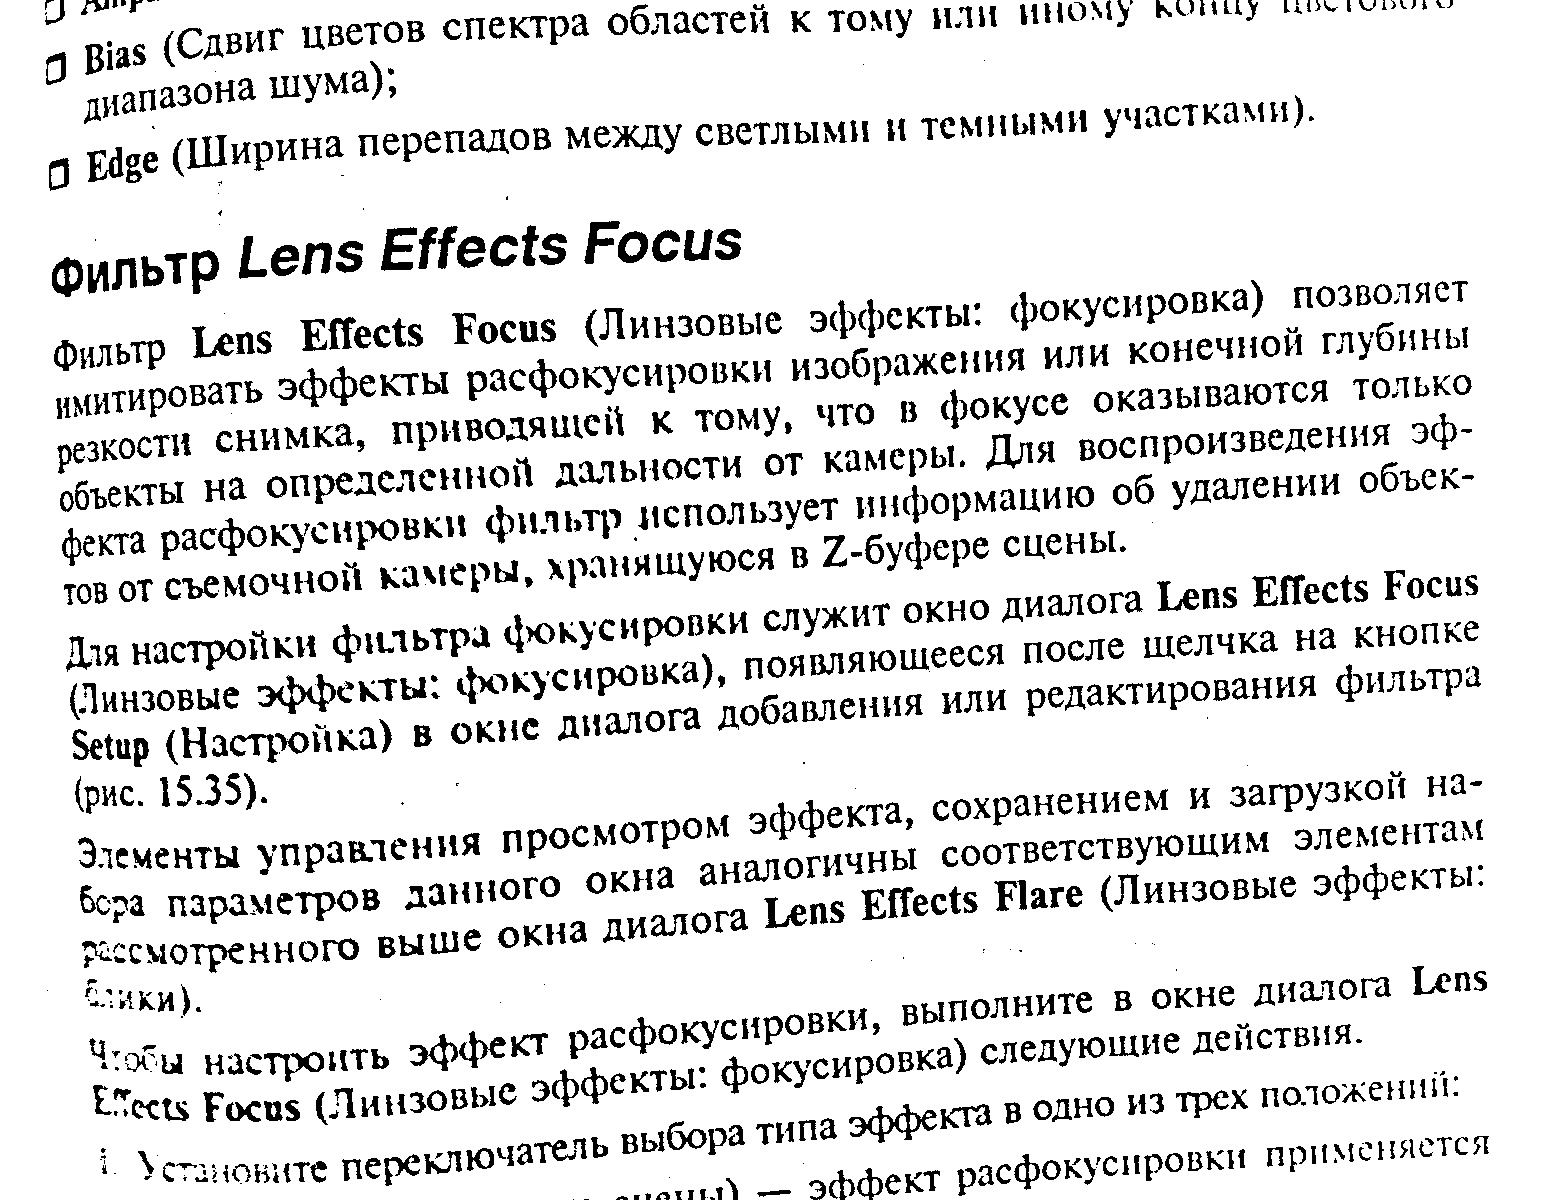 ❒ Bias (Сдвиг цветов спектра областей к тому или иному концу цветового
диапазона шума);
❒ Edge (Ширина перепадов между светлыми и темными участками).
Фильтр Lens Effects Focus
Фильтр Lens Effects Focus (Линзовые эффекты: фокусировка) позволяет
имитировать эффекты расфокусировки изображения или конечной глубины
резкости снимка, приводящей к тому, что в фокусе оказываются только
объекты на определенной дальности от камеры. Для воспроизведения эф-
фекта расфокусировки фильтр использует информацию об удалении объек-
тов от съемочной камеры, хранящуюся в Z-буфере сцены.
Для настройки фильтра фокусировки служит окно диалога Lens Effects Focus
(Линзовые эффекты: фокусировка), появляющееся после щелчка на кнопке
Setup (Настройка) в окне диалога добавления или редактирования фильтра
(рис. 15.35).
Элементы управления просмотром эффекта, сохранением и загрузкой на-
бора параметров данного окна аналогичны соответствующим элементам
рассмотренного выше окна диалога Lens Effects Flare (Линзовые эффекты:
блики).
Чтобы настроить эффект расфокусировки, выполните в окне диалога Lens
Effects Focus (Линзовые эффекты: фокусировка) следующие действия.
1. Установите переключатель выбора типа эффекта в одно из трех положений:
сцены) — эффект расфокусировки применяется